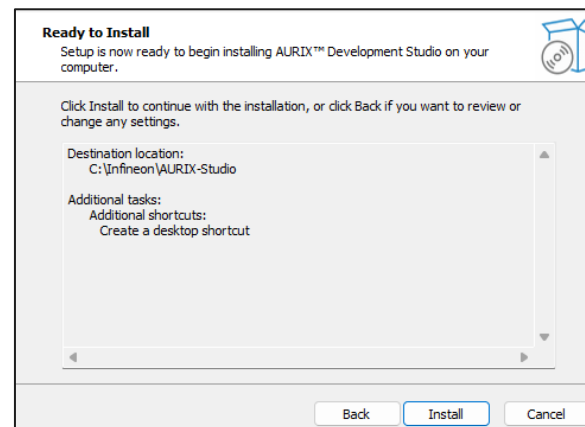 Ready to Install
Setup is now ready to begin installing AURIX™ Development Studio on your
computer.
Click Install to continue with the installation, or click Back if you want to review or
change any settings.
Destination location:
C:\Infineon\AURIX-Studio
Additional tasks:
Additional shortcuts:
Create a desktop shortcut
Back Install Cancel